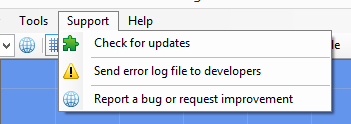 Tools Support Help
Check for updates
Send error log file to developers
Report a bug or request improvement